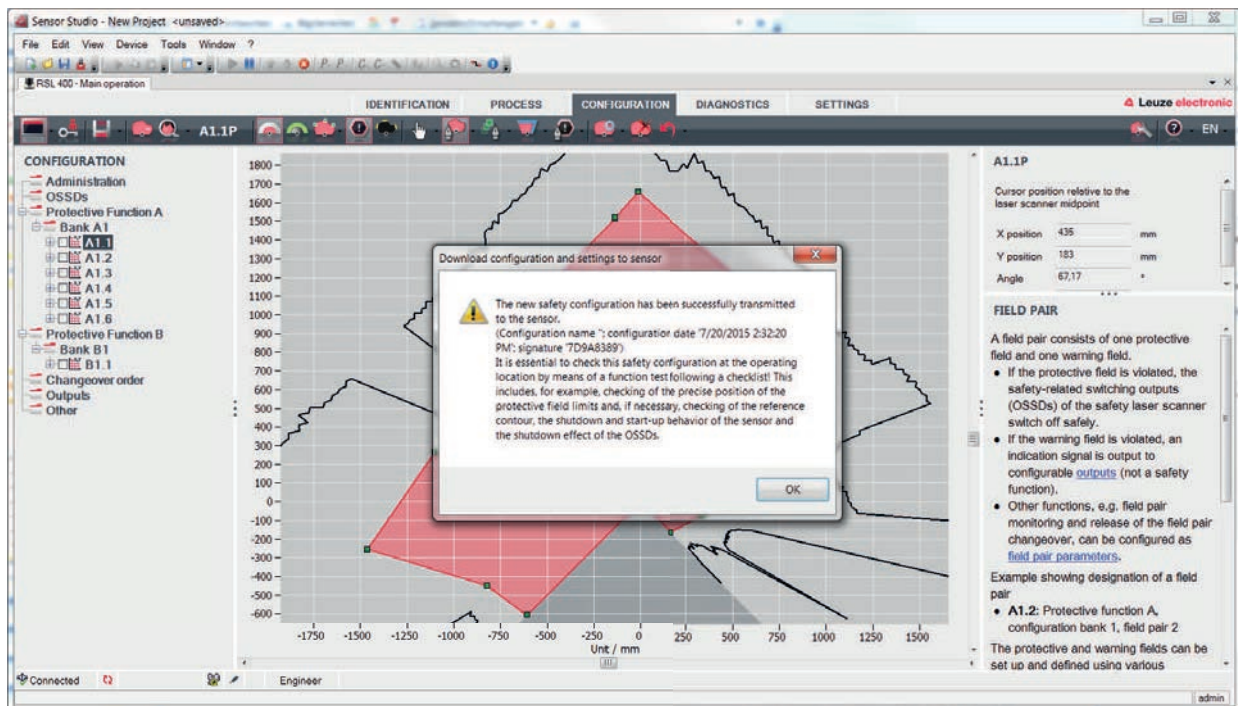 Sensor Studio - New Project <unsaved>
File Edit View Device Tools Window ?
RSL 400 - Main operation
IDENTIFICATION PROCESS CONFIGURATION DIAGNOSTICS SETTINGS
Leuze electronic
A1.1P
EN
CONFIGURATION
Administration
OSSDs
Protective Function A
Bank A1
A1.1
A1.2
A1.3
A1.4
A1.5
A1.6
Protective Function B
Bank B1
B1.1
Changeover order
Outputs
Other
1800
1700
1600
1500
1400
1300
1200
1100
1000
900
800
700
600
500
400
300
200
100
0
-100
-200
-300
-400
-500
-600
-1750 -1500 -1250 -1000 -750 -500 -250 0 250 500 750 1000 1250 1500
Unt / mm
Download configuration and settings to sensor
The new safety configuration has been successfully transmitted
to the sensor.
(Configuration name ''; configuration date '7/20/2015 2:32:20
PM'; signature '7D9A8389')
It is essential to check this safety configuration at the operating
location by means of a function test following a checklist! This
includes, for example, checking of the precise position of the
protective field limits and, if necessary, checking of the reference
contour, the shutdown and start-up behavior of the sensor and
the shutdown effect of the OSSDs.
OK
A1.1P
Cursor position relative to the
laser scanner midpoint
X position 435 mm
Y position 183 mm
Angle 67,17 °
FIELD PAIR
A field pair consists of one protective
field and one warning field.
• If the protective field is violated, the
safety-related switching outputs
(OSSDs) of the safety laser scanner
switch off safely.
• If the warning field is violated, an
indication signal is output to
configurable outputs (not a safety
function).
• Other functions, e.g. field pair
monitoring and release of the field pair
changeover, can be configured as
field pair parameters.
Example showing designation of a field
pair
• A1.2: Protective function A,
configuration bank 1, field pair 2
The protective and warning fields can be
set up and defined using various
Connected
Engineer
admin